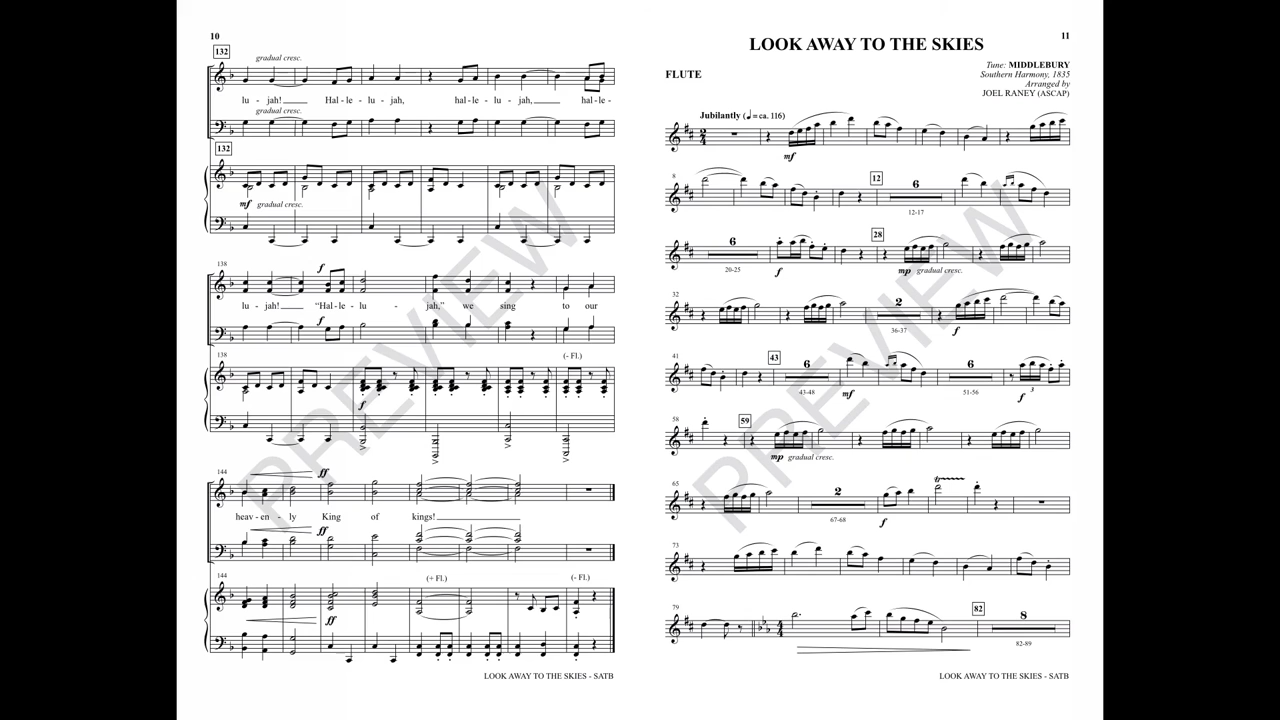 10
132
gradual cresc.
lu - jah! Hal - le - lu - jah, hal - le - lu - jah, hal - le -
gradual cresc.
132
mf gradual cresc.
138
f
lu - jah! "Hal - le - lu - jah," we sing to our
f
138
(- Fl.)
f
144
ff
heav - en - ly King of kings!
ff
144
(+ Fl.) (- Fl.)
ff
LOOK AWAY TO THE SKIES - SATB
11
LOOK AWAY TO THE SKIES
FLUTE
Tune: MIDDLEBURY
Southern Harmony, 1835
Arranged by
JOEL RANEY (ASCAP)
Jubilantly (♩ = ca. 116)
2
4
mf
8
12
6
12-17
6
28
20-25
f
mp gradual cresc.
32
2
36-37
f
41
43
6
6
43-48
mf
51-56
f
3
58
59
mp gradual cresc.
65
2
67-68
f
73
79
4
4
82
8
82-89
LOOK AWAY TO THE SKIES - SATB
PREVIEW
PREVIEW